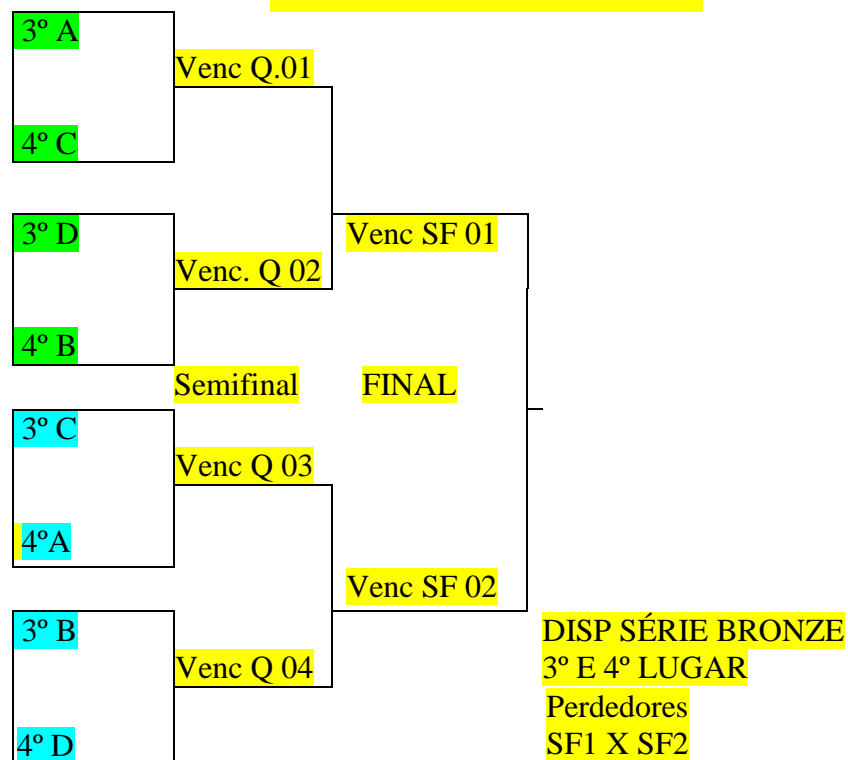 3º A
Venc Q.01
4º C
3º D
Venc SF 01
Venc. Q 02
4º B
Semifinal FINAL
3º C
Venc Q 03
4ºA
Venc SF 02
3º B
DISP SÉRIE BRONZE
Venc Q 04
3º E 4º LUGAR
Perdedores
4º D
SF1 X SF2